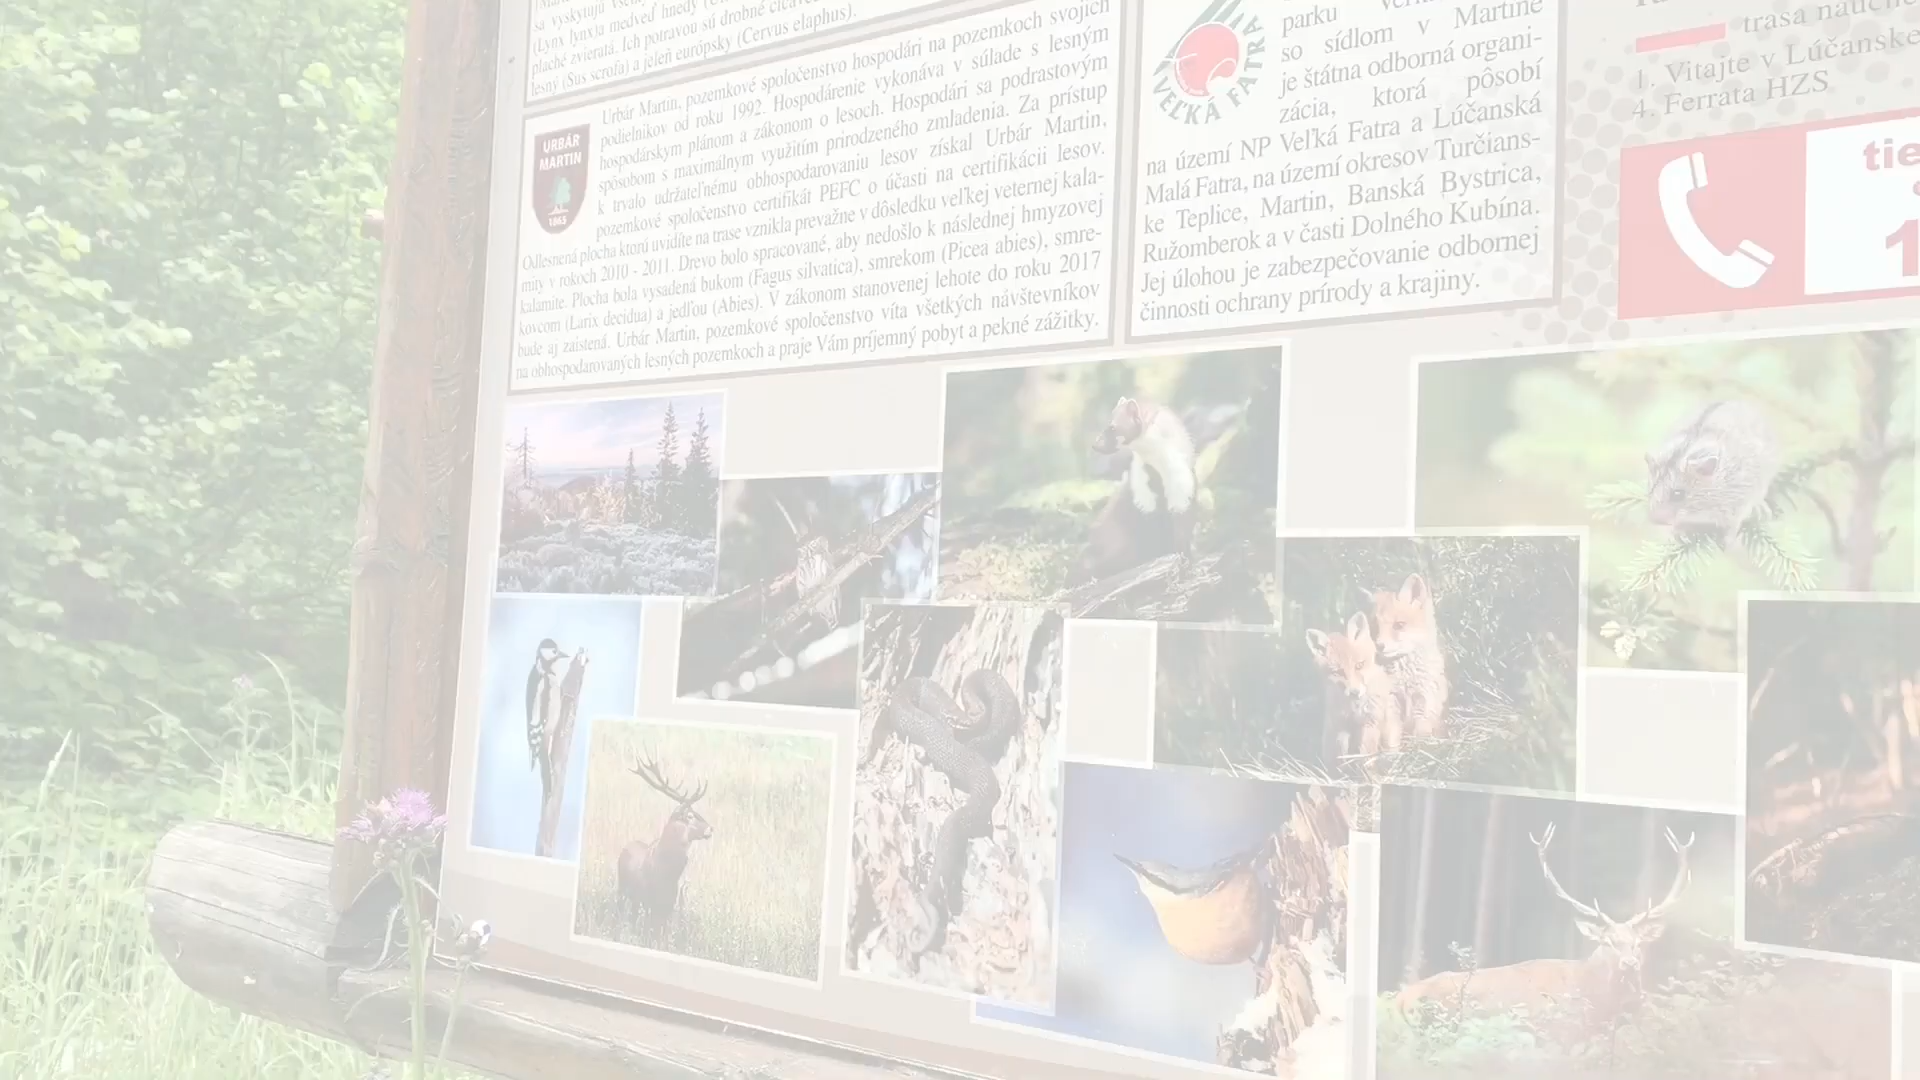 (Lynx lynx)a medveď hnedý
plaché zvieratá. Ich potravou sú drobné
lesný (Sus scrofa) a jeleň európsky (Cervus elaphus).
URBÁR
MARTIN
1865
Urbár Martin, pozemkové spoločenstvo hospodári na pozemkoch svojich
podielnikov od roku 1992. Hospodárenie vykonáva v súlade s lesným
hospodárskym plánom a zákonom o lesoch. Hospodári sa podrastovým
spôsobom s maximálnym využitím prirodzeného zmladenia. Za prístup
k trvalo udržateľnému obhospodarovaniu lesov získal Urbár Martin,
pozemkové spoločenstvo certifikát PEFC o účasti na certifikácii lesov.
Odlesnená plocha ktorú uvidíte na trase vznikla prevažne v dôsledku veľkej veternej kala-
mity v rokoch 2010 - 2011. Drevo bolo spracované, aby nedošlo k následnej hmyzovej
kalamite. Plocha bola vysadená bukom (Fagus silvatica), smrekom (Picea abies), smre-
kovcom (Larix decidua) a jedľou (Abies). V zákonom stanovenej lehote do roku 2017
bude aj zaistená. Urbár Martin, pozemkové spoločenstvo víta všetkých návštevníkov
na obhospodarovaných lesných pozemkoch a praje Vám príjemný pobyt a pekné zážitky.
VEĽKÁ FATRA
parku
so sídlom v Martine
je štátna odborná organi-
zácia, ktorá pôsobí
na území NP Veľká Fatra a Lúčanská
Malá Fatra, na území okresov Turčians-
ke Teplice, Martin, Banská Bystrica,
Ružomberok a v časti Dolného Kubína.
Jej úlohou je zabezpečovanie odbornej
činnosti ochrany prírody a krajiny.
trasa
1. Vitajte v Lúčanske
4. Ferrata HZS
tie
1